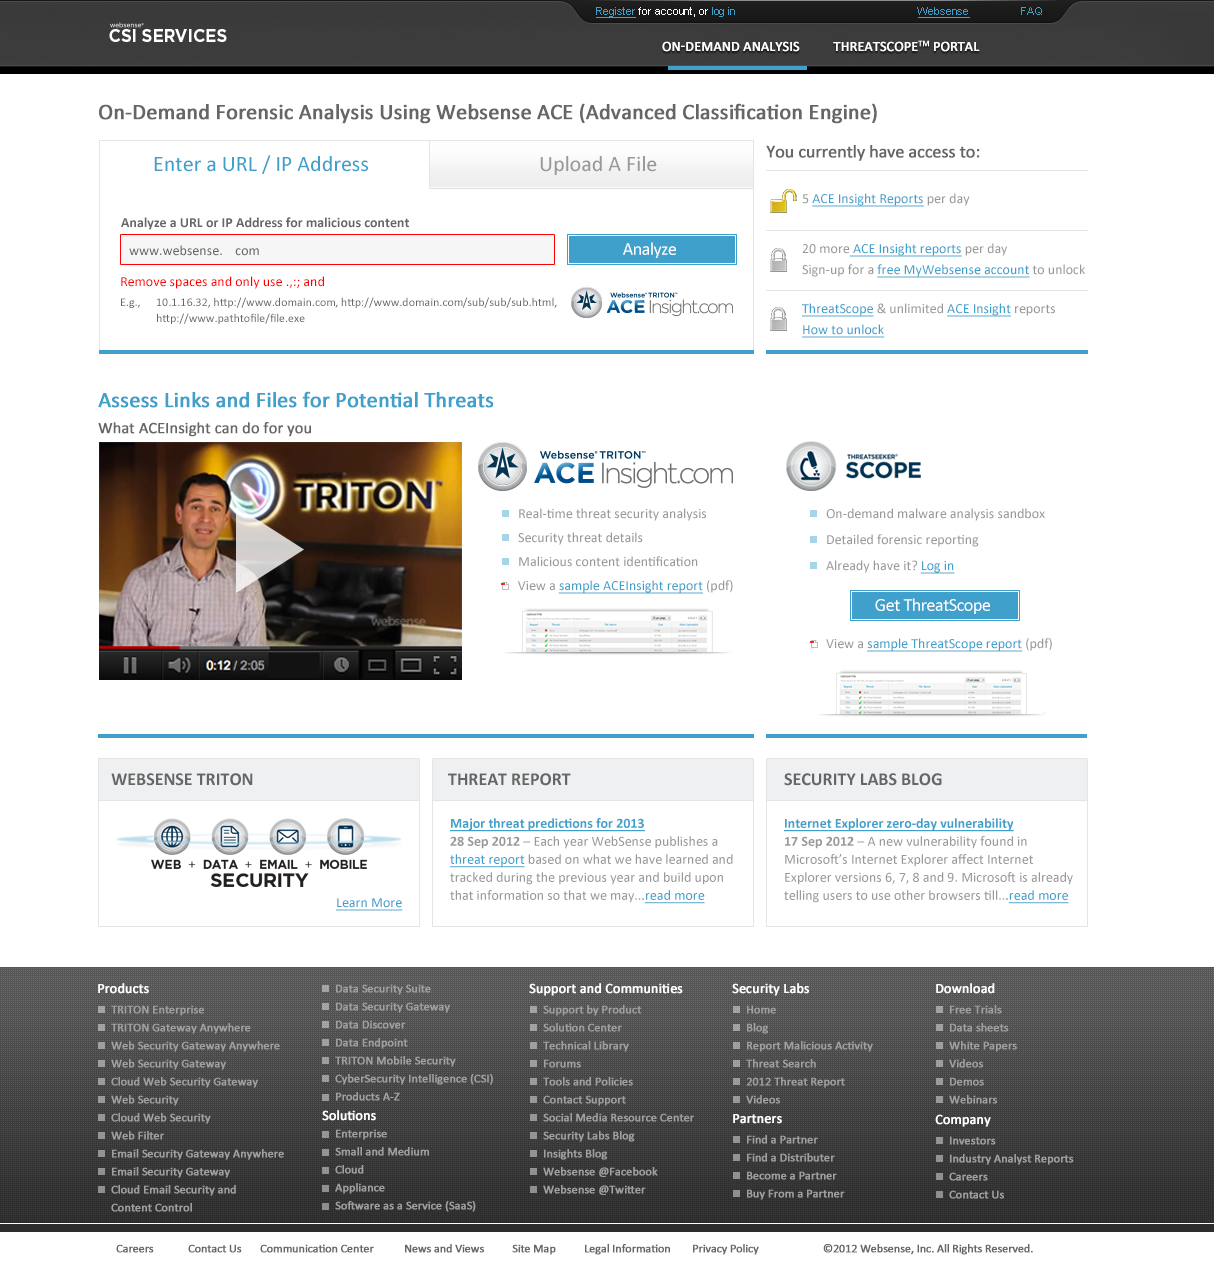 Register for account, or log in
Websense
FAQ
websense®
CSI SERVICES
ON-DEMAND ANALYSIS
THREATSCOPE™ PORTAL
On-Demand Forensic Analysis Using Websense ACE (Advanced Classification Engine)
Enter a URL / IP Address
Upload A File
Analyze a URL or IP Address for malicious content
www.websense. com
Analyze
Remove spaces and only use .,:; and
E.g., 10.1.16.32, http://www.domain.com, http://www.domain.com/sub/sub/sub.html,
http://www.pathtofile/file.exe
Websense® TRITON™
ACE Insight.com
You currently have access to:
5 ACE Insight Reports per day
20 more ACE Insight reports per day
Sign-up for a free MyWebsense account to unlock
ThreatScope & unlimited ACE Insight reports
How to unlock
Assess Links and Files for Potential Threats
What ACEInsight can do for you
TRITON™
websense
0:12 / 2:05
Websense® TRITON™
ACE Insight.com
Real-time threat security analysis
Security threat details
Malicious content identification
View a sample ACEInsight report (pdf)
THREATSEEKER®
SCOPE
On-demand malware analysis sandbox
Detailed forensic reporting
Already have it? Log in
Get ThreatScope
View a sample ThreatScope report (pdf)
WEBSENSE TRITON
WEB + DATA + EMAIL + MOBILE
SECURITY
Learn More
THREAT REPORT
Major threat predictions for 2013
28 Sep 2012 – Each year WebSense publishes a
threat report based on what we have learned and
tracked during the previous year and build upon
that information so that we may...read more
SECURITY LABS BLOG
Internet Explorer zero-day vulnerability
17 Sep 2012 – A new vulnerability found in
Microsoft's Internet Explorer affect Internet
Explorer versions 6, 7, 8 and 9. Microsoft is already
telling users to use other browsers till...read more
Products
TRITON Enterprise
TRITON Gateway Anywhere
Web Security Gateway Anywhere
Web Security Gateway
Cloud Web Security Gateway
Web Security
Cloud Web Security
Web Filter
Email Security Gateway Anywhere
Email Security Gateway
Cloud Email Security and
Content Control
Data Security Suite
Data Security Gateway
Data Discover
Data Endpoint
TRITON Mobile Security
CyberSecurity Intelligence (CSI)
Products A-Z
Solutions
Enterprise
Small and Medium
Cloud
Appliance
Software as a Service (SaaS)
Support and Communities
Support by Product
Solution Center
Technical Library
Forums
Tools and Policies
Contact Support
Social Media Resource Center
Security Labs Blog
Insights Blog
Websense @Facebook
Websense @Twitter
Security Labs
Home
Blog
Report Malicious Activity
Threat Search
2012 Threat Report
Videos
Partners
Find a Partner
Find a Distributer
Become a Partner
Buy From a Partner
Download
Free Trials
Data sheets
White Papers
Videos
Demos
Webinars
Company
Investors
Industry Analyst Reports
Careers
Contact Us
Careers
Contact Us
Communication Center
News and Views
Site Map
Legal Information
Privacy Policy
©2012 Websense, Inc. All Rights Reserved.